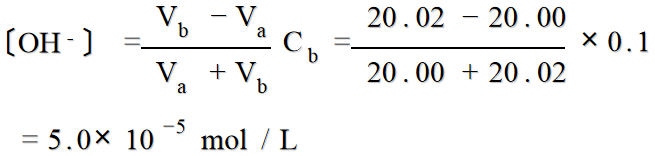 〔OH⁻〕 = (V_b − V_a) / (V_a + V_b) C_b = (20.02 − 20.00) / (20.00 + 20.02) × 0.1
= 5.0× 10⁻⁵ mol / L